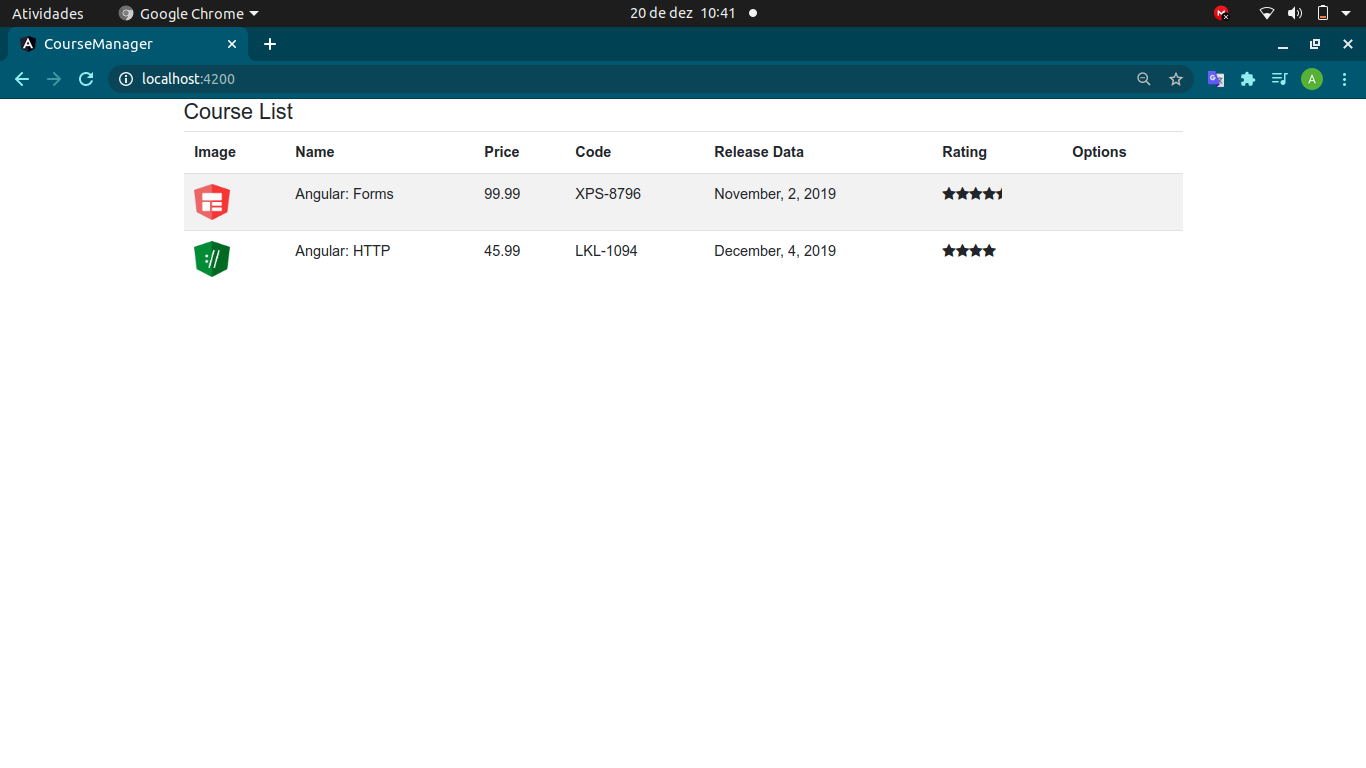 Atividades Google Chrome 20 de dez 10:41
CourseManager
localhost:4200
A
Course List
Image Name Price Code Release Data Rating Options
Angular: Forms 99.99 XPS-8796 November, 2, 2019
Angular: HTTP 45.99 LKL-1094 December, 4, 2019